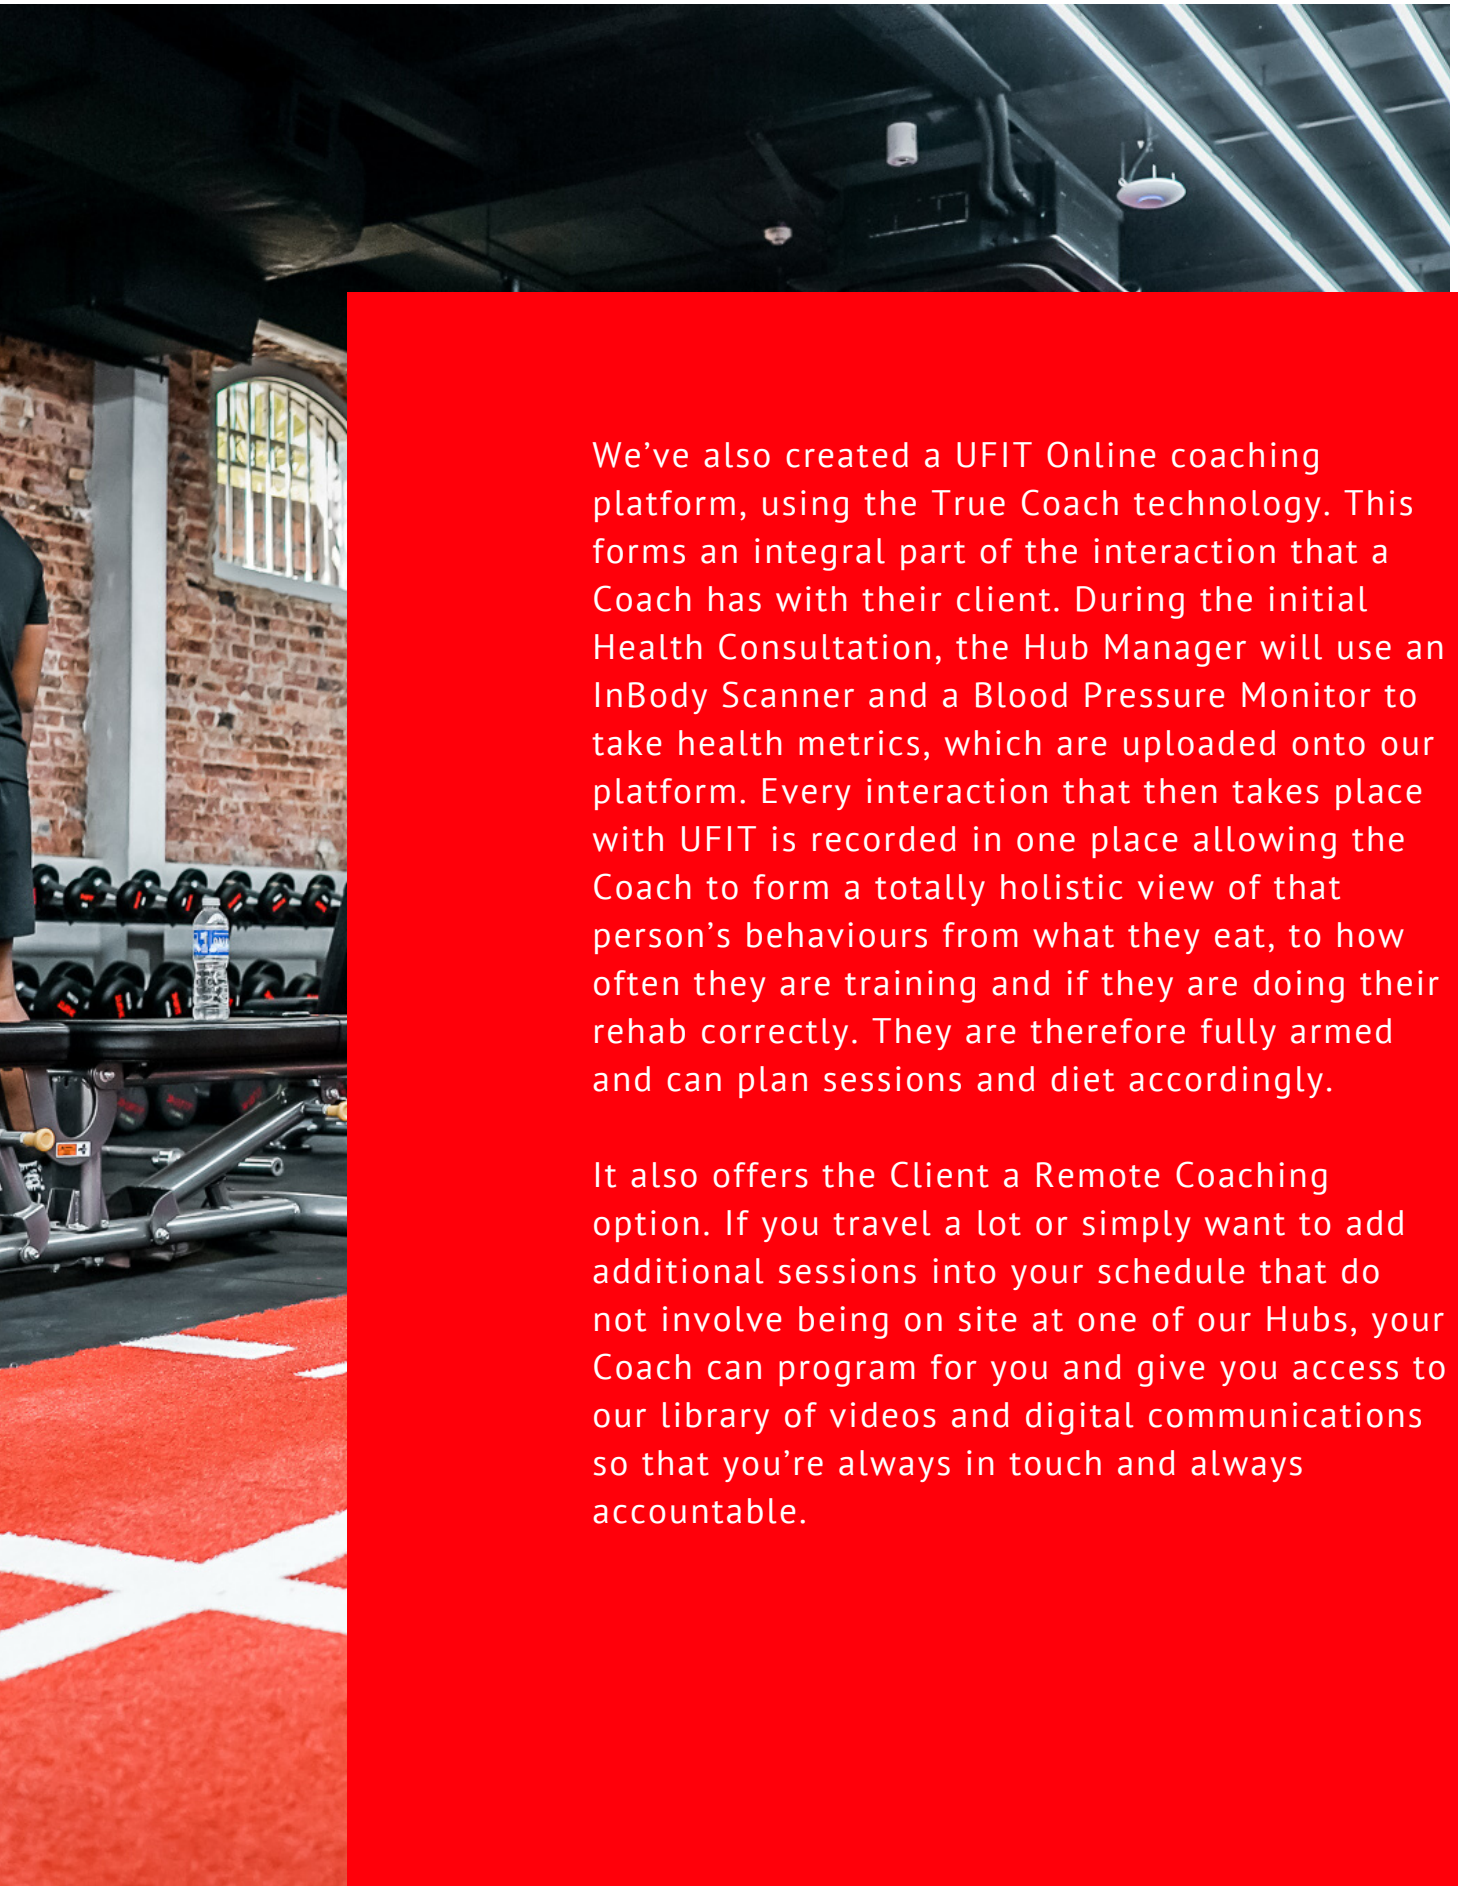 We’ve also created a UFIT Online coaching
platform, using the True Coach technology. This
forms an integral part of the interaction that a
Coach has with their client. During the initial
Health Consultation, the Hub Manager will use an
InBody Scanner and a Blood Pressure Monitor to
take health metrics, which are uploaded onto our
platform. Every interaction that then takes place
with UFIT is recorded in one place allowing the
Coach to form a totally holistic view of that
person’s behaviours from what they eat, to how
often they are training and if they are doing their
rehab correctly. They are therefore fully armed
and can plan sessions and diet accordingly.
It also offers the Client a Remote Coaching
option. If you travel a lot or simply want to add
additional sessions into your schedule that do
not involve being on site at one of our Hubs, your
Coach can program for you and give you access to
our library of videos and digital communications
so that you’re always in touch and always
accountable.